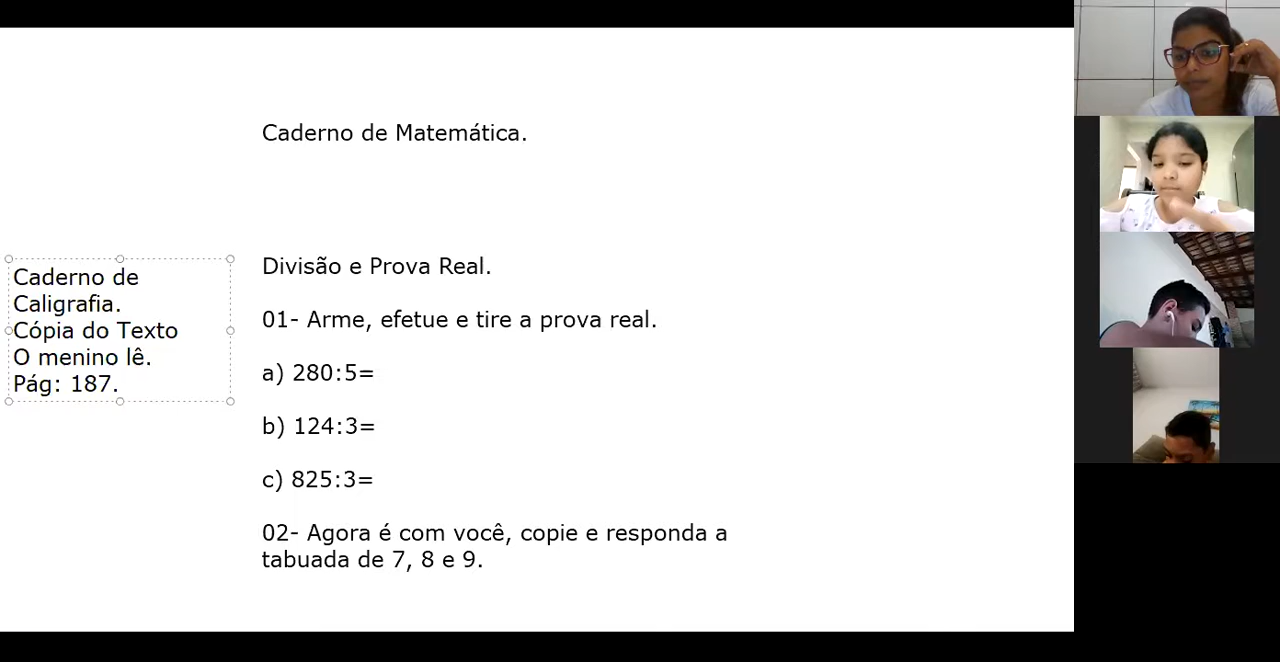 Caderno de Matemática.
Caderno de
Caligrafia.
Cópia do Texto
O menino lê.
Pág: 187.
Divisão e Prova Real.
01- Arme, efetue e tire a prova real.
a) 280:5=
b) 124:3=
c) 825:3=
02- Agora é com você, copie e responda a
tabuada de 7, 8 e 9.